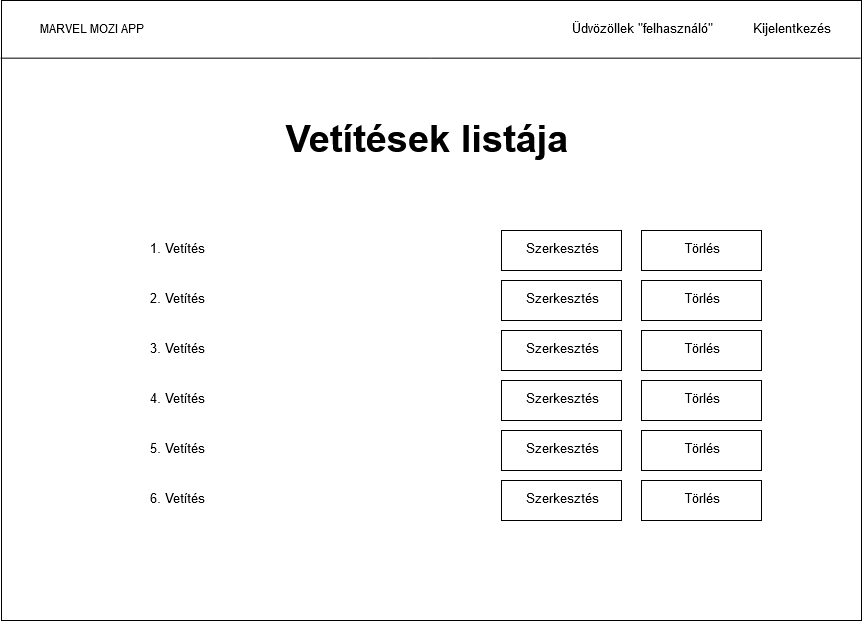 MARVEL MOZI APP Üdvözöllek "felhasználó" Kijelentkezés
Vetítések listája
1. Vetítés Szerkesztés Törlés
2. Vetítés Szerkesztés Törlés
3. Vetítés Szerkesztés Törlés
4. Vetítés Szerkesztés Törlés
5. Vetítés Szerkesztés Törlés
6. Vetítés Szerkesztés Törlés